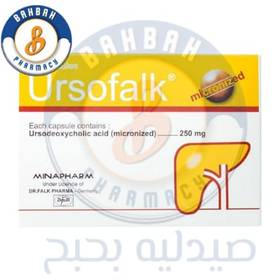 BAHBAH
PHARMACY
Ursofalk®
micronized
Each capsule contains :
Ursodeoxycholic acid (micronized) .......... 250 mg
MINAPHARM
Under Licence of
DR.FALK PHARMA - Germany
صيدلية بحبح